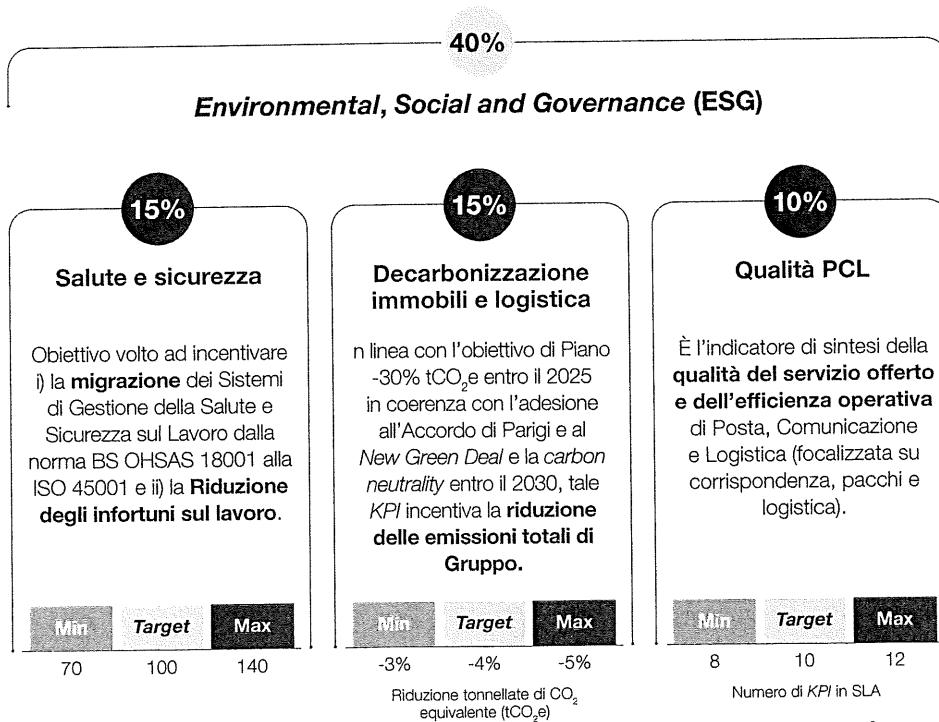 40%
Environmental, Social and Governance (ESG)
15%
Salute e sicurezza
Obiettivo volto ad incentivare
i) la migrazione dei Sistemi
di Gestione della Salute e
Sicurezza sul Lavoro dalla
norma BS OHSAS 18001 alla
ISO 45001 e ii) la Riduzione
degli infortuni sul lavoro.
Min Target Max
70 100 140
15%
Decarbonizzazione
immobili e logistica
n linea con l'obiettivo di Piano
-30% tCO₂e entro il 2025
in coerenza con l'adesione
all'Accordo di Parigi e al
New Green Deal e la carbon
neutrality entro il 2030, tale
KPI incentiva la riduzione
delle emissioni totali di
Gruppo.
Min Target Max
-3% -4% -5%
Riduzione tonnellate di CO₂
equivalente (tCO₂e)
10%
Qualità PCL
È l'indicatore di sintesi della
qualità del servizio offerto
e dell'efficienza operativa
di Posta, Comunicazione
e Logistica (focalizzata su
corrispondenza, pacchi e
logistica).
Min Target Max
8 10 12
Numero di KPI in SLA